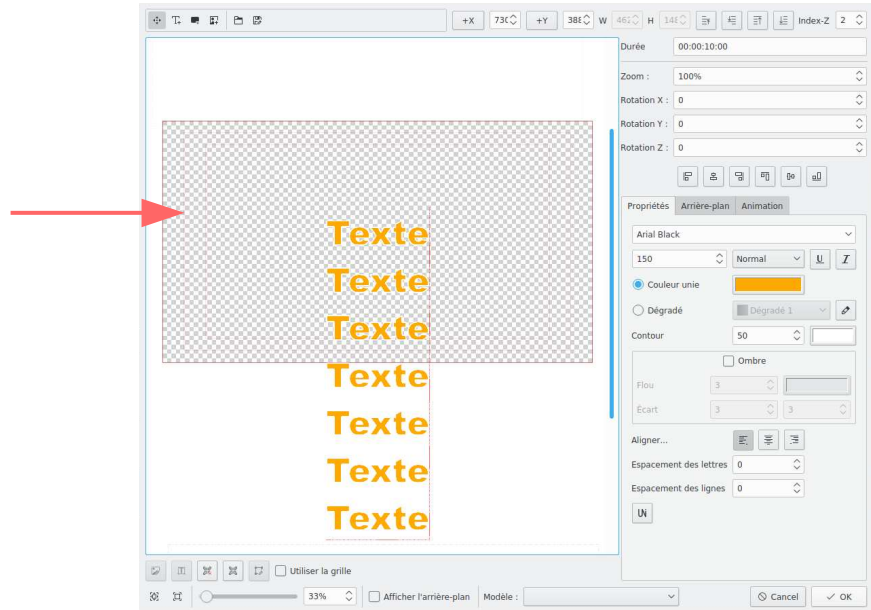 +X 730 +Y 388 W 462 H 148 Index-Z 2
Durée 00:00:10:00
Zoom : 100%
Rotation X : 0
Rotation Y : 0
Rotation Z : 0
Propriétés Arrière-plan Animation
Arial Black
150 Normal U I
Couleur unie
Dégradé Dégradé 1
Contour 50
Ombre
Flou 3
Écart 3 3
Aligner...
Espacement des lettres 0
Espacement des lignes 0
Texte
Texte
Texte
Texte
Texte
Texte
Texte
Utiliser la grille
33% Afficher l'arrière-plan Modèle : Cancel OK